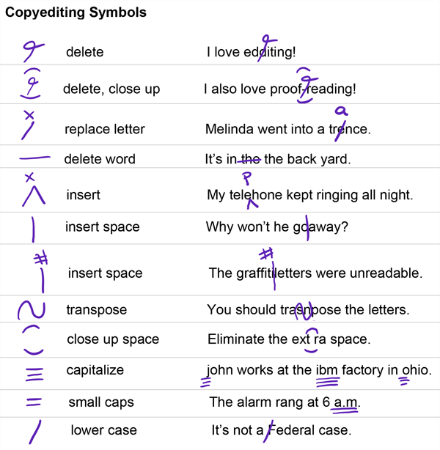 Copyediting Symbols
delete I love edditing!
delete, close up I also love proof-reading!
x a
replace letter Melinda went into a trence.
delete word It's in the the back yard.
x p
insert My telehone kept ringing all night.
insert space Why won't he goaway?
# #
insert space The graffitiletters were unreadable.
transpose You should trasnpose the letters.
close up space Eliminate the ext ra space.
capitalize john works at the ibm factory in ohio.
small caps The alarm rang at 6 a.m.
lower case It's not a Federal case.